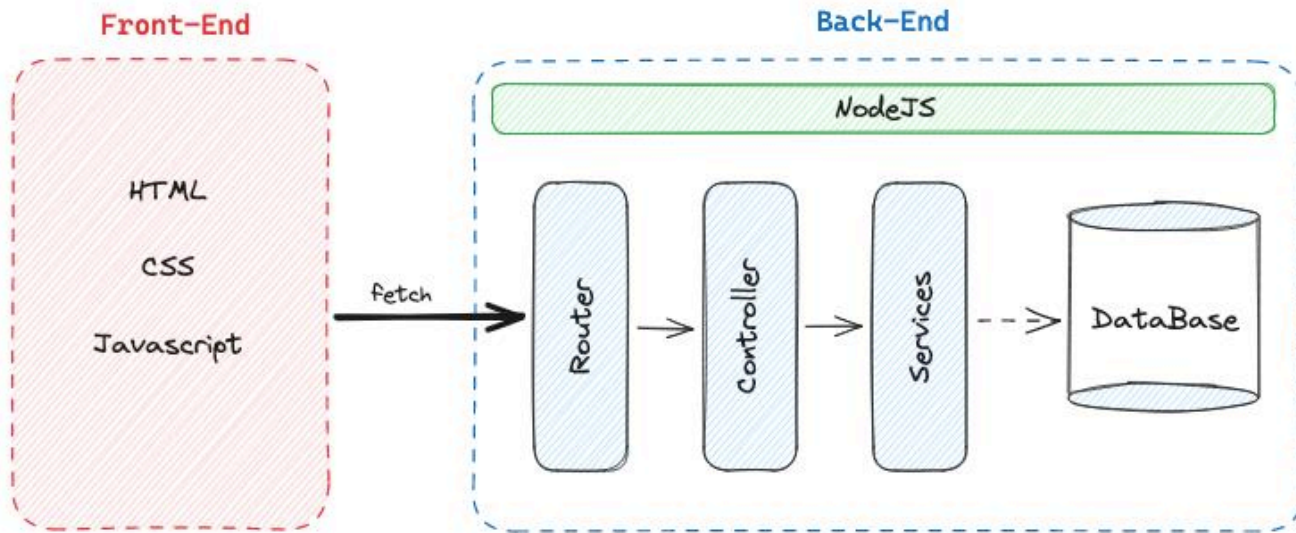 Front-End
Back-End
NodeJS
HTML
CSS
Javascript
fetch
Router
Controller
Services
DataBase